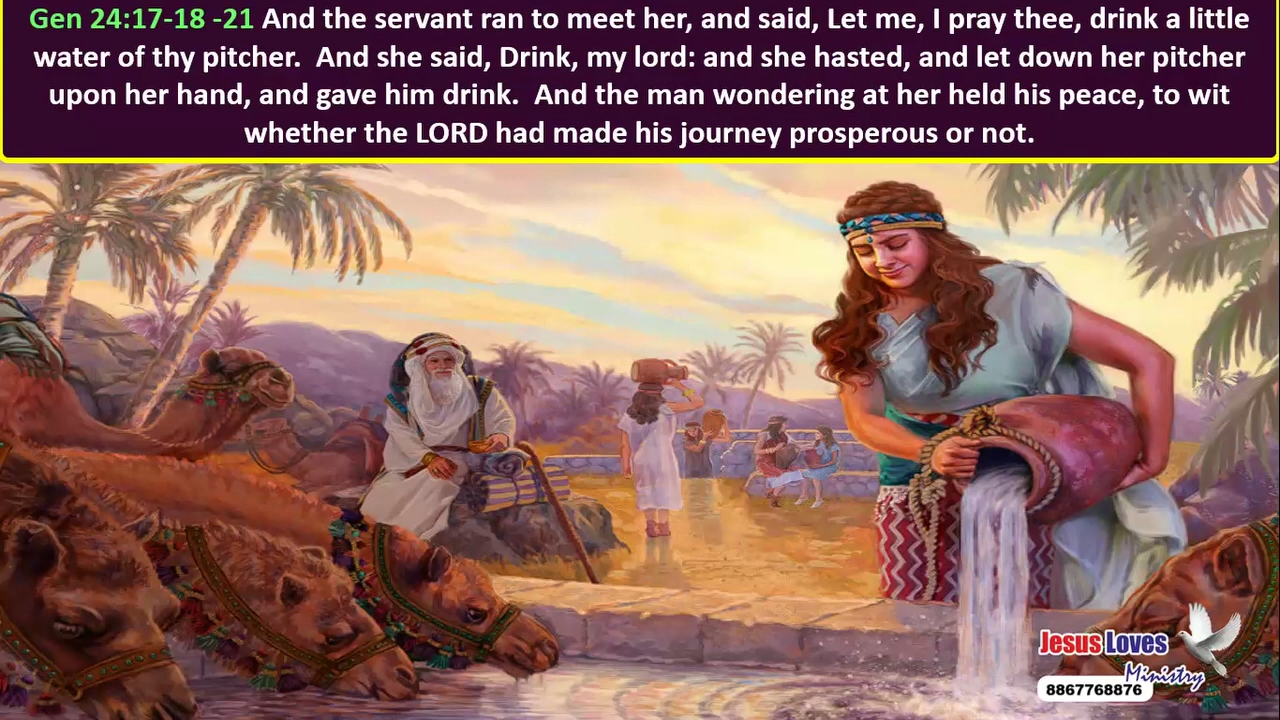 Gen 24:17-18 -21 And the servant ran to meet her, and said, Let me, I pray thee, drink a little
water of thy pitcher.  And she said, Drink, my lord: and she hasted, and let down her pitcher
upon her hand, and gave him drink.  And the man wondering at her held his peace, to wit
whether the LORD had made his journey prosperous or not.
Jesus Loves
Ministry
8867768876